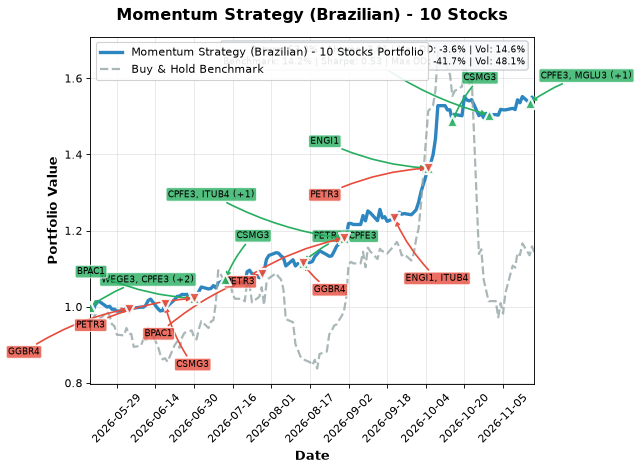 Momentum Strategy (Brazilian) - 10 Stocks
Momentum Strategy (Brazilian) - 10 Stocks Portfolio
Buy & Hold Benchmark
-3.6% | Vol: 14.6%
-41.7% | Vol: 48.1%
CPFE3, MGLU3 (+1)
CSMG3
ENGI1
PETR3
CPFE3, ITUB4 (+1)
CSMG3
PETR
CPFE3
BPAC1
WEGE3, CPFE3 (+2)
PETR3
GGBR4
ENGI1, ITUB4
PETR3
BPAC1
GGBR4
CSMG3
Portfolio Value
1.6
1.4
1.2
1.0
0.8
2026-05-29
2026-06-14
2026-06-30
2026-07-16
2026-08-01
2026-08-17
2026-09-02
2026-09-18
2026-10-04
2026-10-20
2026-11-05
Date